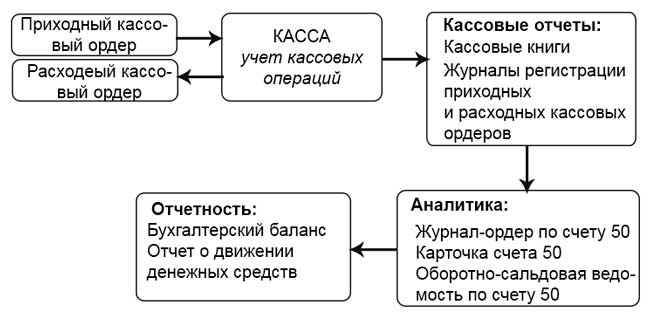 Приходный кассо-
вый ордер
Расходеый кассо-
вый ордер
КАССА
учет кассовых
операций
Кассовые отчеты:
Кассовые книги
Журналы регистрации
приходных
и расходных кассовых
ордеров
Аналитика:
Журнал-ордер по счету 50
Карточка счета 50
Оборотно-сальдовая ведо-
мость по счету 50
Отчетность:
Бухгалтерский баланс
Отчет о движении
денежных средств